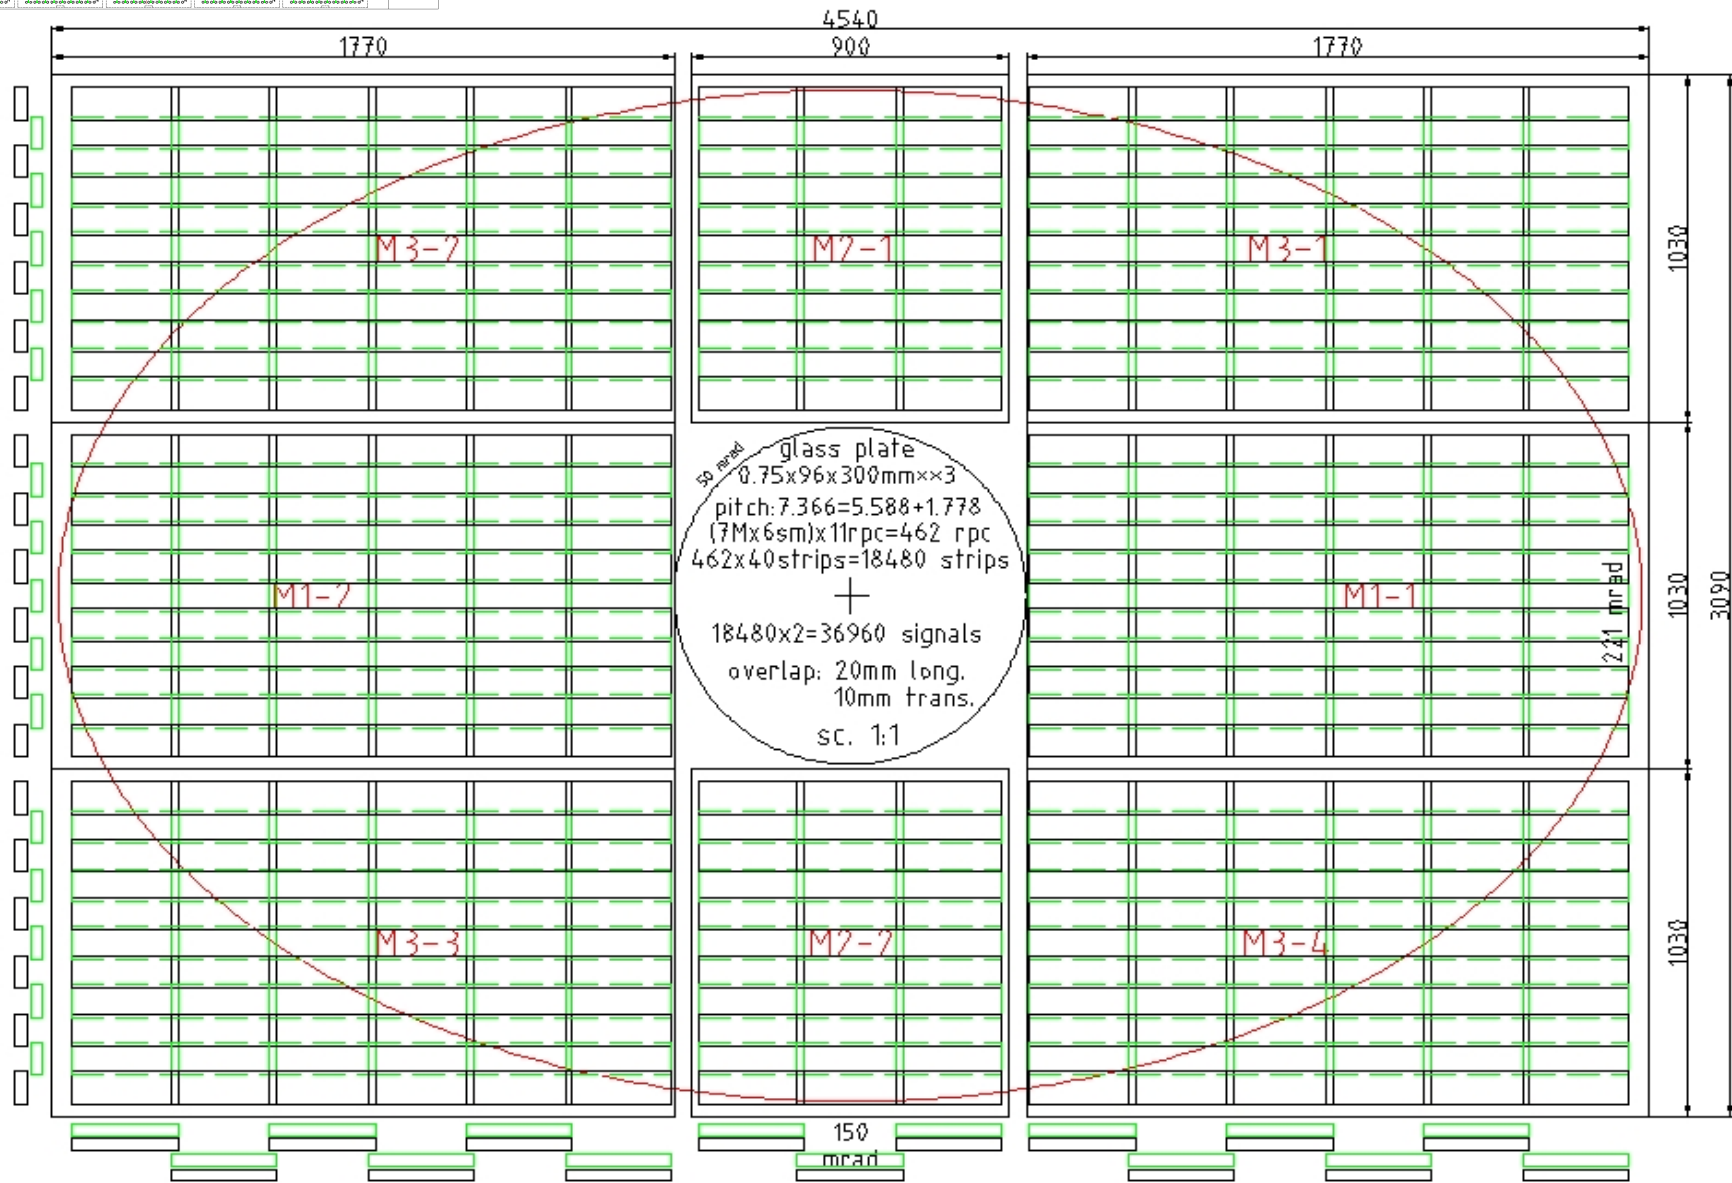 4540
1770
900
1770
M3-2
M2-1
M3-1
1030
50 mrad
glass plate
0.75x96x300mm××3
pitch:7.366=5.588+1.778
(7Mx6sm)x11rpc=462 rpc
462x40strips=18480 strips
18480x2=36960 signals
overlap: 20mm long.
10mm trans.
sc. 1:1
M1-2
M1-1
221 mrad
1030
3090
M3-3
M2-2
M3-4
1030
150
mrad